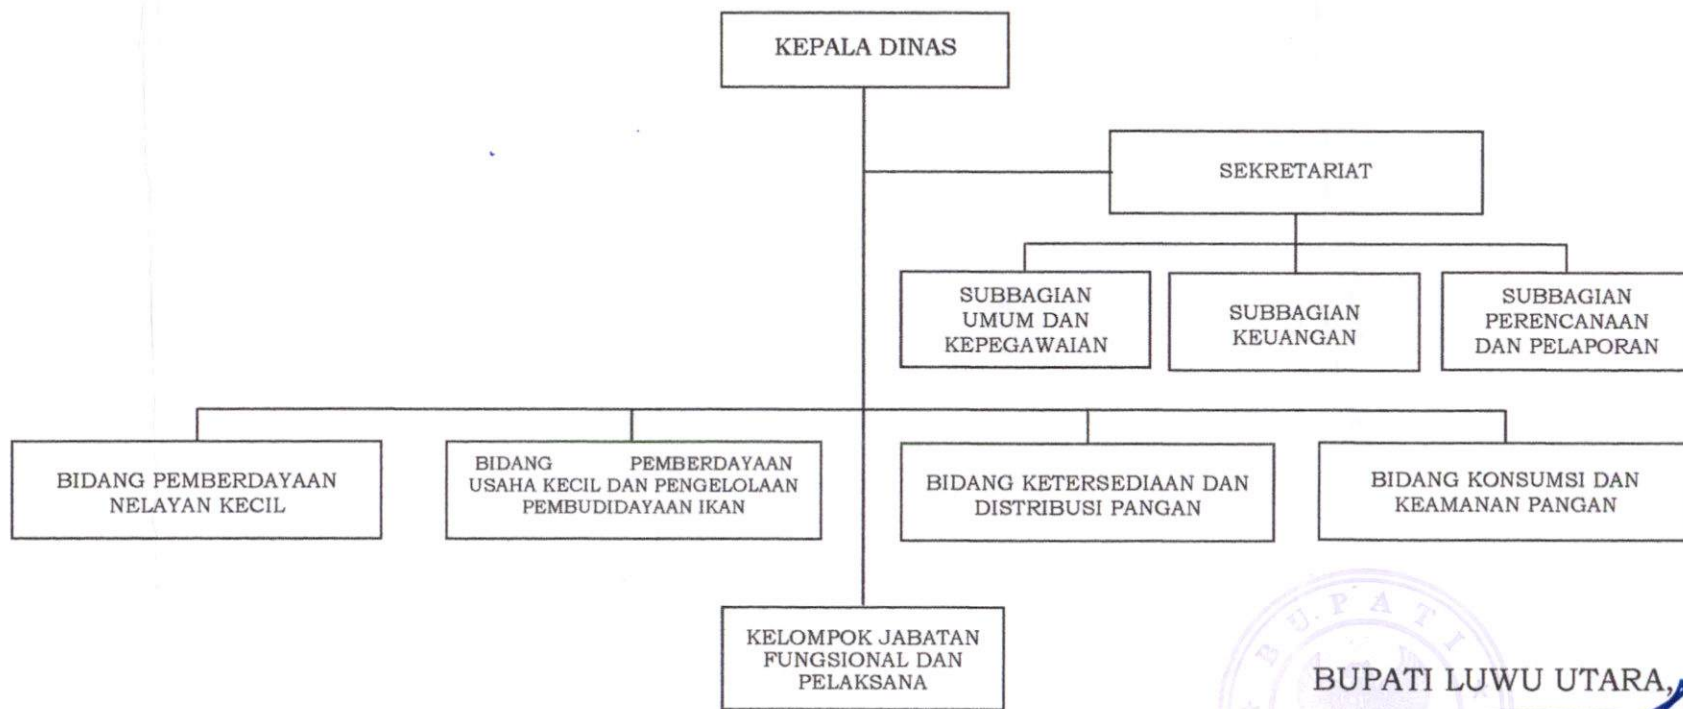 KEPALA DINAS
SEKRETARIAT
SUBBAGIAN
UMUM DAN
KEPEGAWAIAN
SUBBAGIAN
KEUANGAN
SUBBAGIAN
PERENCANAAN
DAN PELAPORAN
BIDANG PEMBERDAYAAN
NELAYAN KECIL
BIDANG PEMBERDAYAAN
USAHA KECIL DAN PENGELOLAAN
PEMBUDIDAYAAN IKAN
BIDANG KETERSEDIAAN DAN
DISTRIBUSI PANGAN
BIDANG KONSUMSI DAN
KEAMANAN PANGAN
KELOMPOK JABATAN
FUNGSIONAL DAN
PELAKSANA
BUPATI
BUPATI LUWU UTARA,